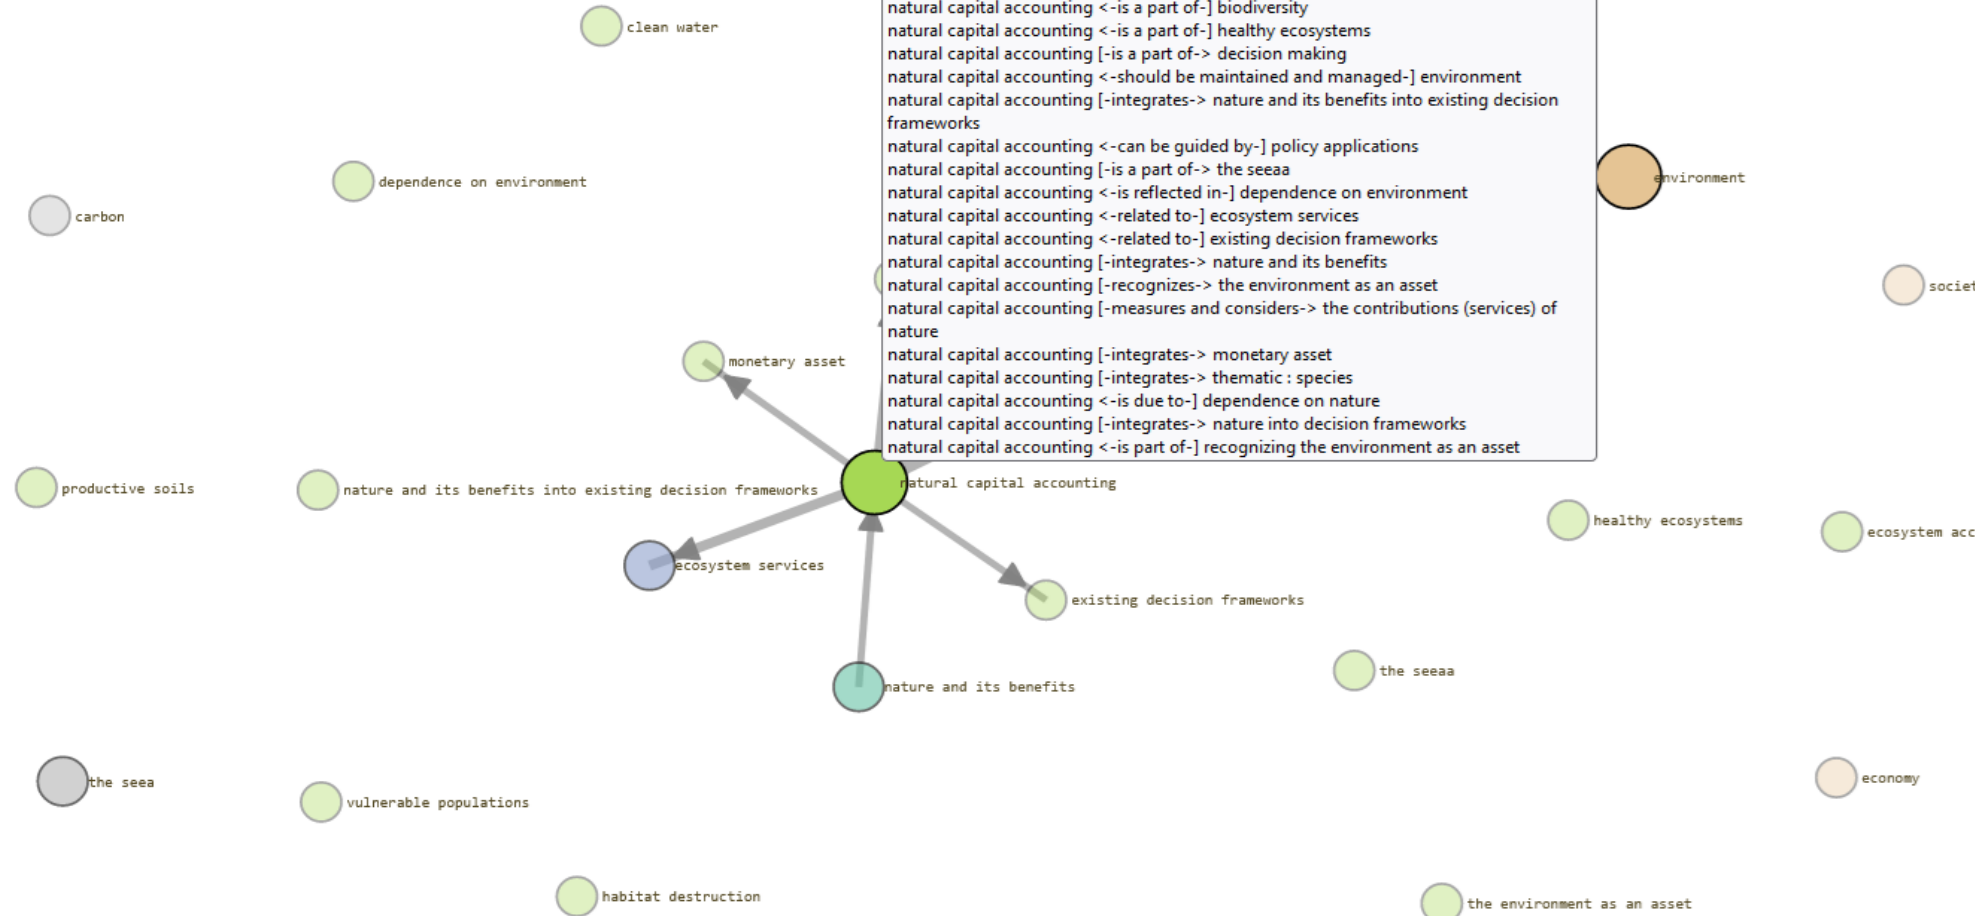 clean water
natural capital accounting <-is a part of-] biodiversity
natural capital accounting <-is a part of-] healthy ecosystems
natural capital accounting [-is a part of-> decision making
natural capital accounting <-should be maintained and managed-] environment
natural capital accounting [-integrates-> nature and its benefits into existing decision
frameworks
natural capital accounting <-can be guided by-] policy applications
natural capital accounting [-is a part of-> the seeaa
natural capital accounting <-is reflected in-] dependence on environment
natural capital accounting <-related to-] ecosystem services
natural capital accounting <-related to-] existing decision frameworks
natural capital accounting [-integrates-> nature and its benefits
natural capital accounting [-recognizes-> the environment as an asset
natural capital accounting [-measures and considers-> the contributions (services) of
nature
natural capital accounting [-integrates-> monetary asset
natural capital accounting [-integrates-> thematic : species
natural capital accounting <-is due to-] dependence on nature
natural capital accounting [-integrates-> nature into decision frameworks
natural capital accounting <-is part of-] recognizing the environment as an asset
dependence on environment
environment
carbon
societ
monetary asset
productive soils
nature and its benefits into existing decision frameworks
natural capital accounting
healthy ecosystems
ecosystem acc
ecosystem services
existing decision frameworks
the seeaa
nature and its benefits
the seea
vulnerable populations
economy
habitat destruction
the environment as an asset